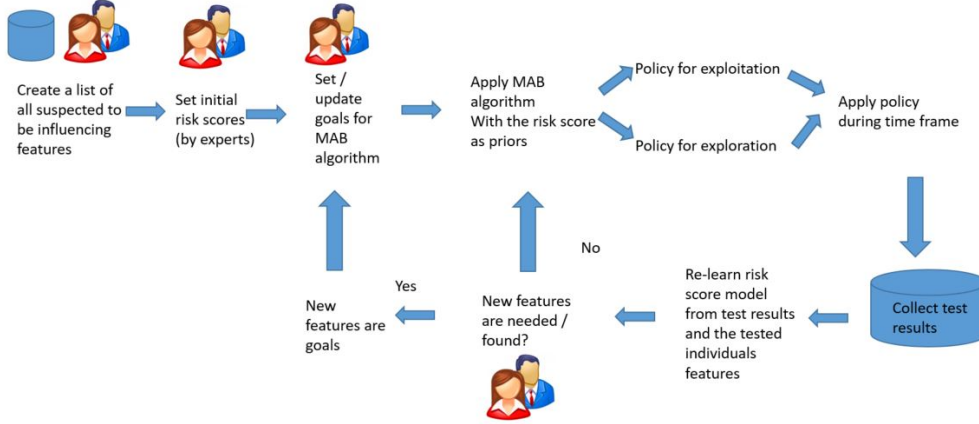 Create a list of
all suspected to
be influencing
features
Set initial
risk scores
(by experts)
Set /
update
goals for
MAB
algorithm
Apply MAB
algorithm
With the risk score
as priors
Policy for exploitation
Policy for exploration
Apply policy
during time frame
Collect test
results
Re-learn risk
score model
from test results
and the tested
individuals
features
New features
are needed /
found?
No
Yes
New
features are
goals